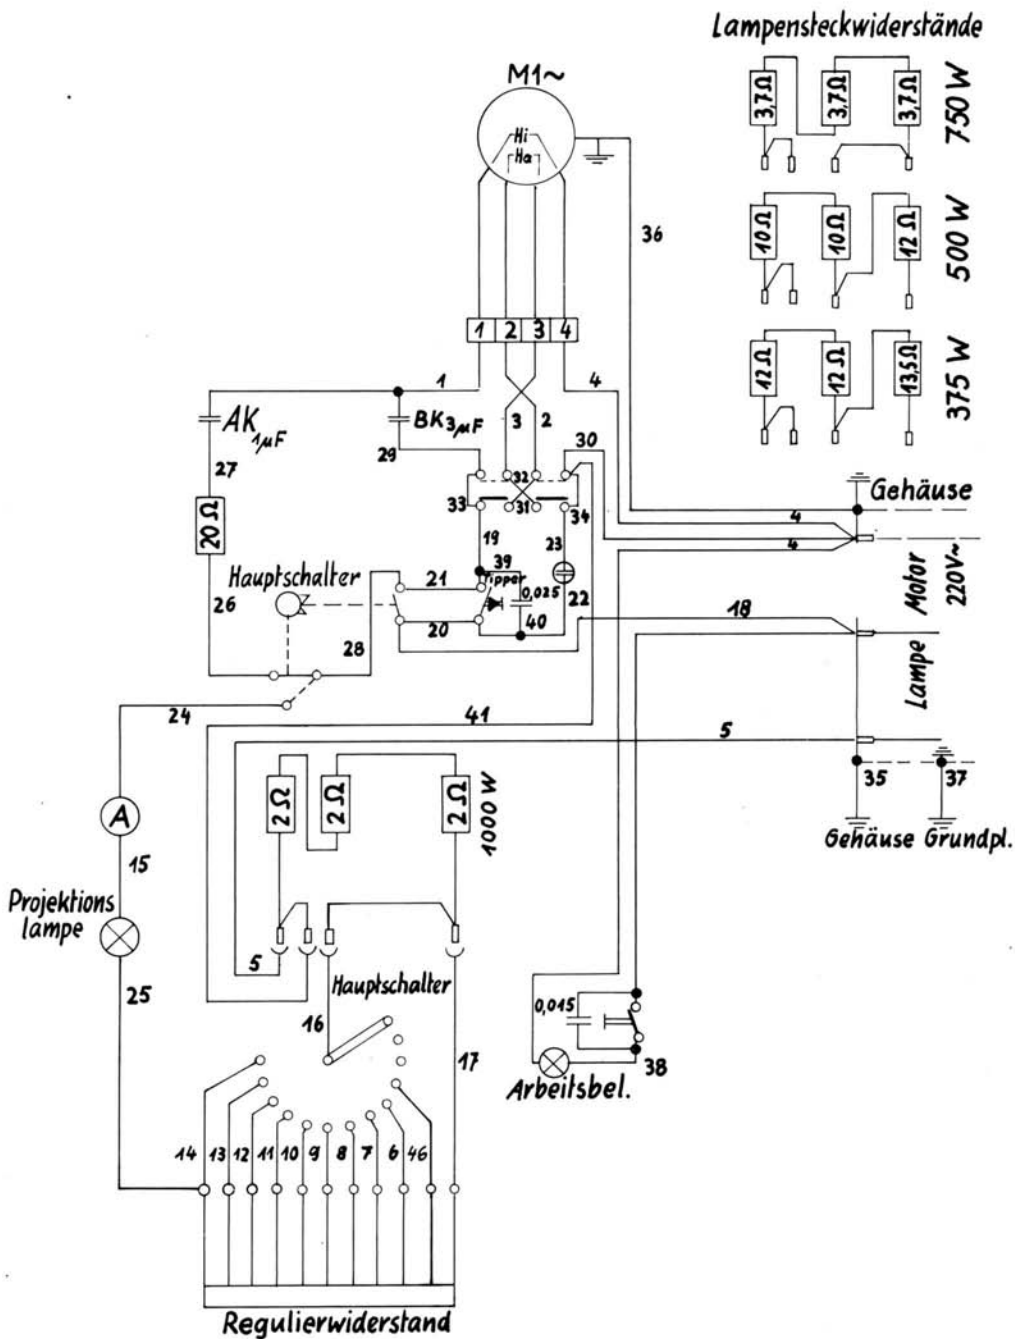 Lampensteckwiderstände
M1~
3,7Ω
3,7Ω
3,7Ω
750 W
Hi
Ha
36
10Ω
10Ω
12Ω
500 W
1
2
3
4
12Ω
12Ω
13,5Ω
375 W
1
4
AK
1µF
BK 3µF
3
2
30
29
27
32
33
31
34
Gehäuse
4
4
20Ω
19
23
39
Tipper
Hauptschalter
21
0,025
22
Motor
220V~
26
20
40
18
28
Lampe
24
41
5
2Ω
2Ω
2Ω
1000 W
35
37
A
Gehäuse Grundpl.
15
Projektions
lampe
5
Hauptschalter
25
16
0,015
17
38
Arbeitsbel.
14
13
12
11
10
9
8
7
6
46
Regulierwiderstand